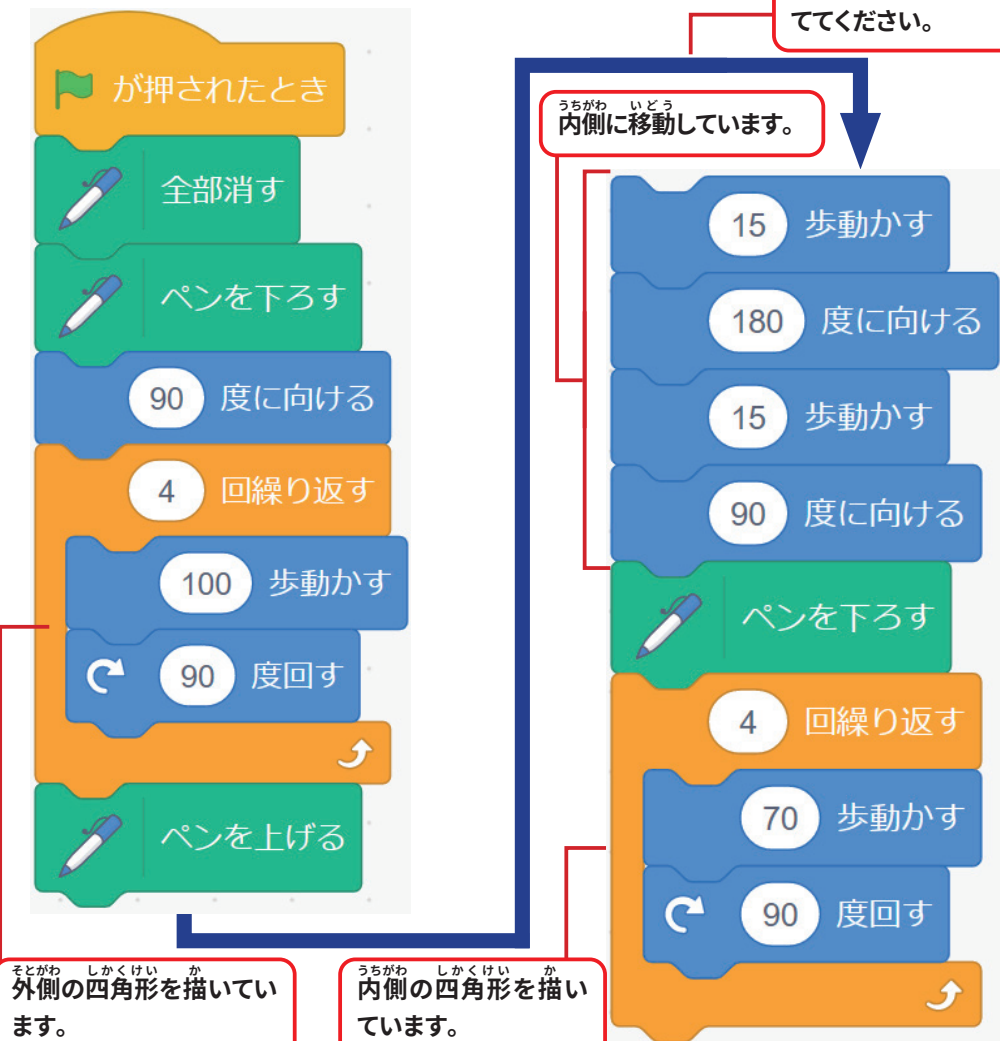 が押されたとき
全部消す
ペンを下ろす
90 度に向ける
4 回繰り返す
100 歩動かす
90 度回す
ペンを上げる
そとがわ しかくけい か
外側の四角形を描いてい
ます。
ててください。
うちがわ いどう
内側に移動しています。
15 歩動かす
180 度に向ける
15 歩動かす
90 度に向ける
ペンを下ろす
4 回繰り返す
70 歩動かす
90 度回す
うちがわ しかくけい か
内側の四角形を描い
ています。